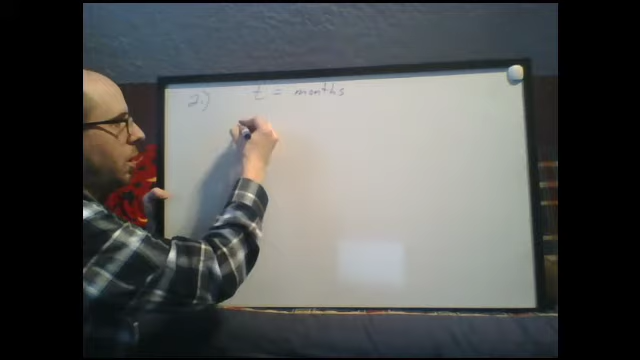 2.) t = months